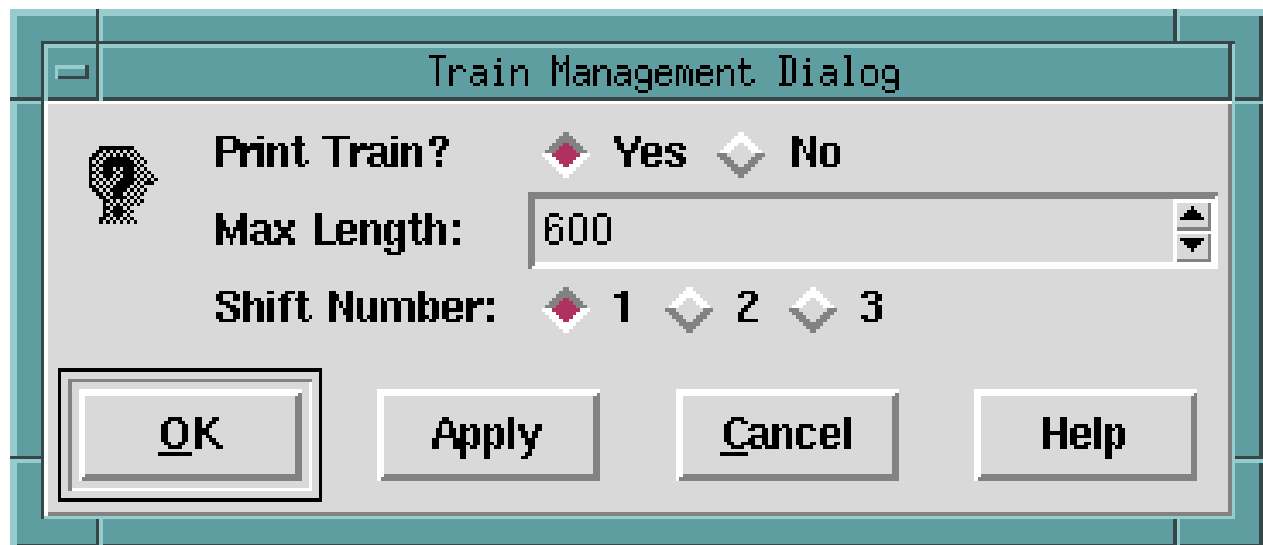 Train Management Dialog
?
Print Train? Yes No
Max Length: 600
Shift Number: 1 2 3
OK Apply Cancel Help